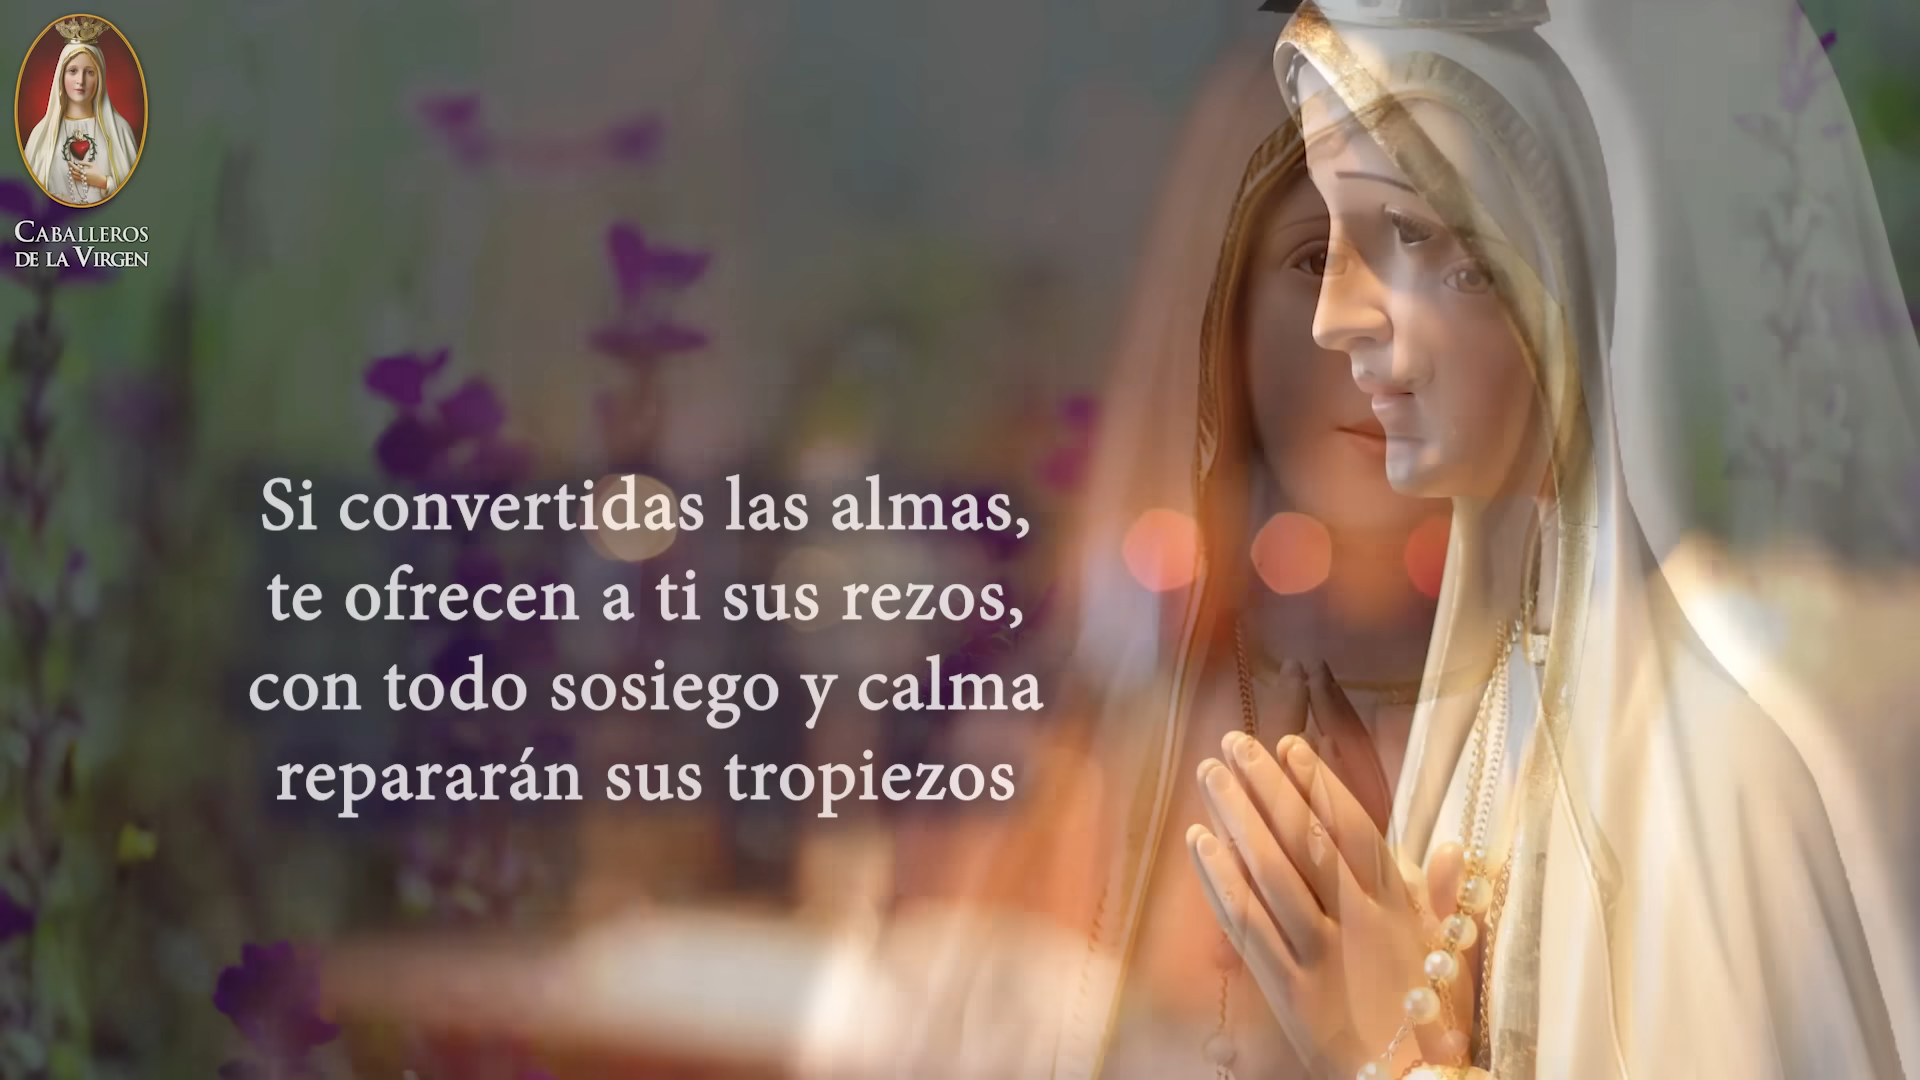 CABALLEROS
DE LA VIRGEN
Si convertidas las almas,
te ofrecen a ti sus rezos,
con todo sosiego y calma
repararán sus tropiezos